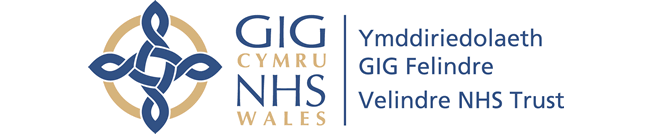 GIG
CYMRU
NHS
WALES
Ymddiriedolaeth
GIG Felindre
Velindre NHS Trust